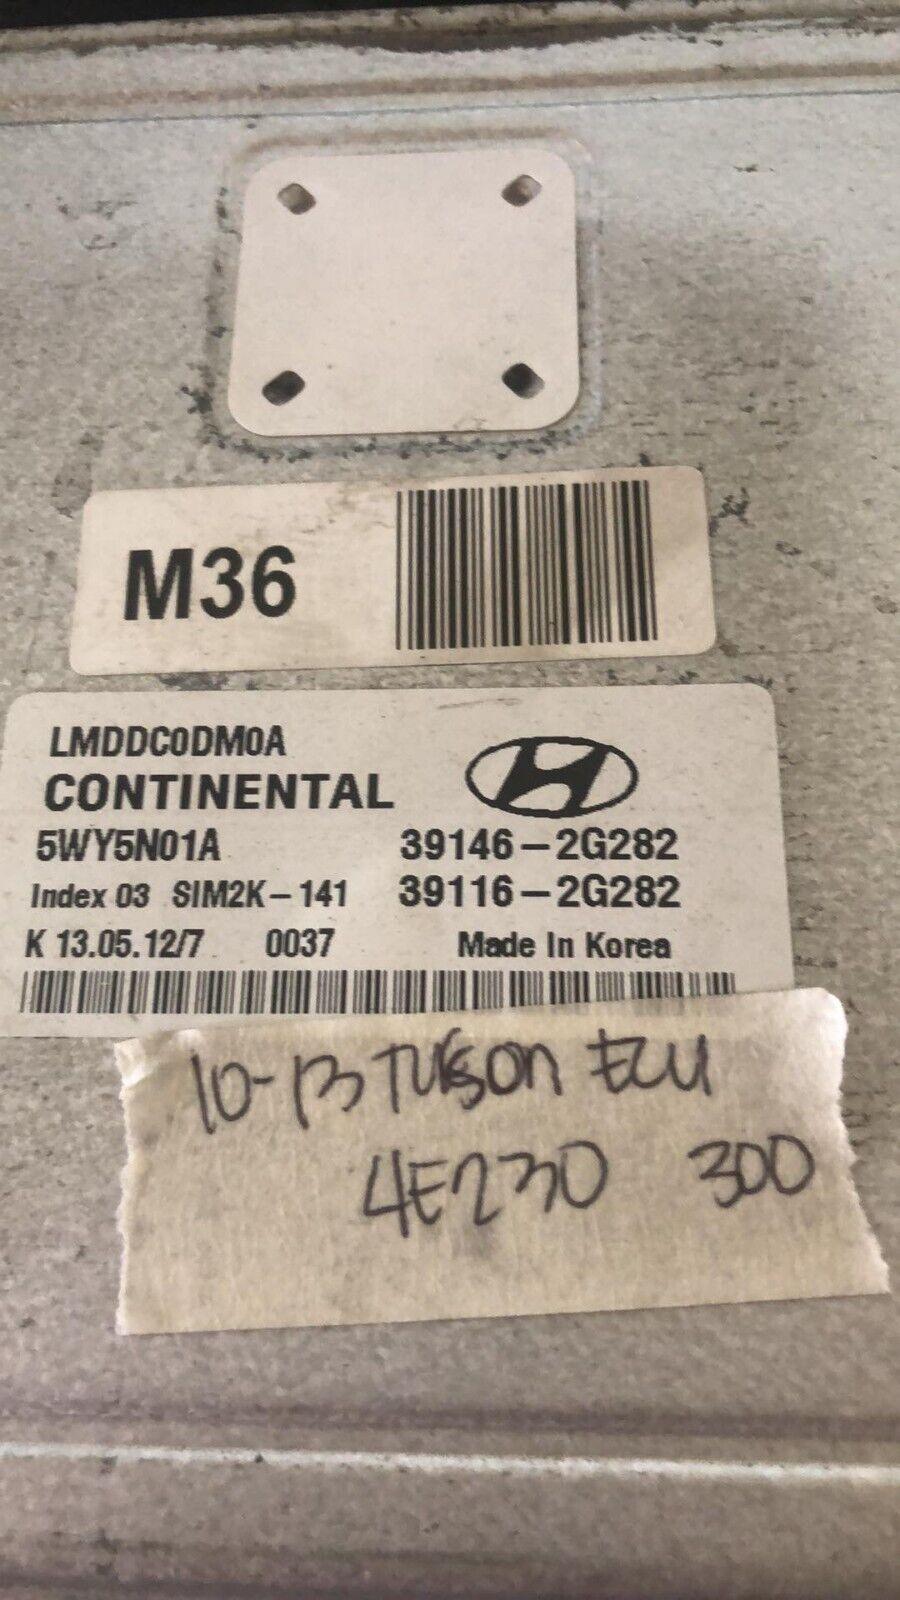 M36
LMDDC0DM0A
CONTINENTAL
5WY5N01A 39146-2G282
Index 03 SIM2K-141 39116-2G282
K 13.05.12/7 0037 Made In Korea
10-13 TUCSON ECU
4E230 300